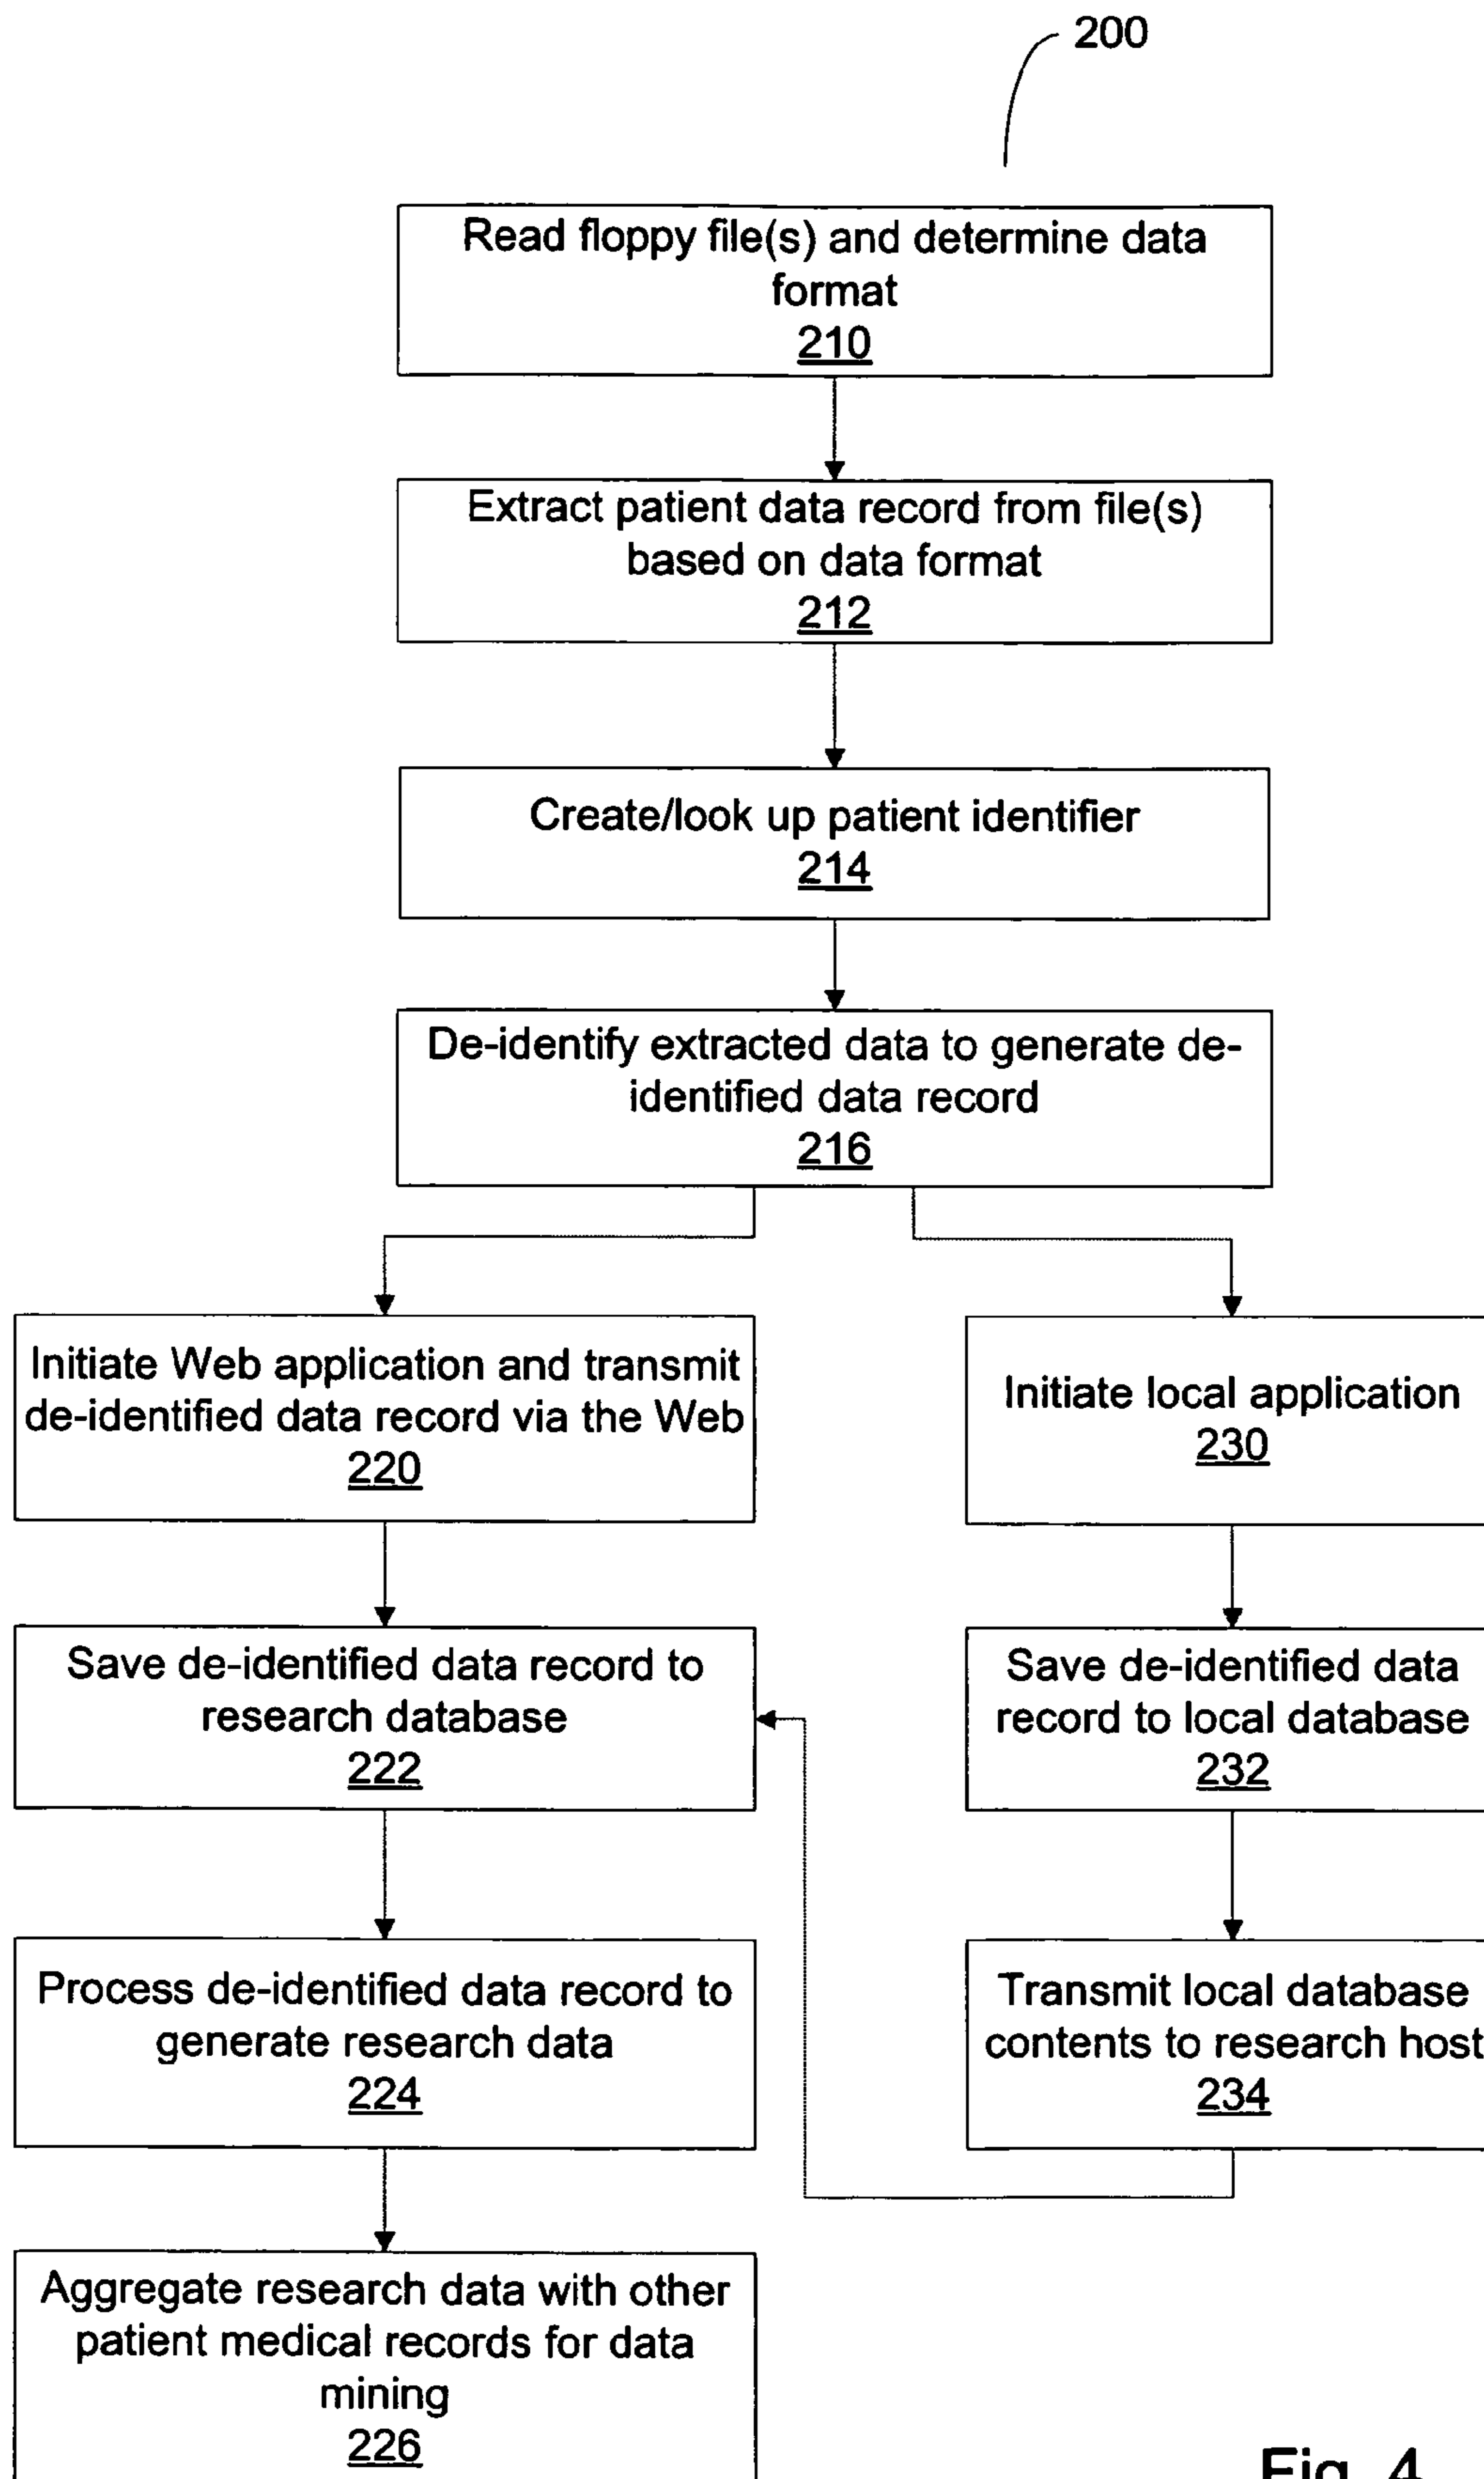 200
Read floppy file(s) and determine data
format
210
Extract patient data record from file(s)
based on data format
212
Create/look up patient identifier
214
De-identify extracted data to generate de-
identified data record
216
Initiate Web application and transmit
de-identified data record via the Web
220
Initiate local application
230
Save de-identified data record to
research database
222
Save de-identified data
record to local database
232
Process de-identified data record to
generate research data
224
Transmit local database
contents to research host
234
Aggregate research data with other
patient medical records for data
mining
226
Fig. 4